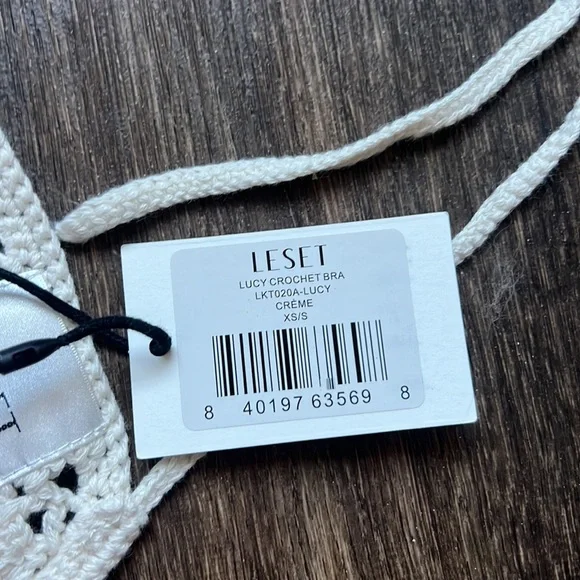 LESET
LUCY CROCHET BRA
LKT020A-LUCY
CRÈME
XS/S
8 40197 63569 8